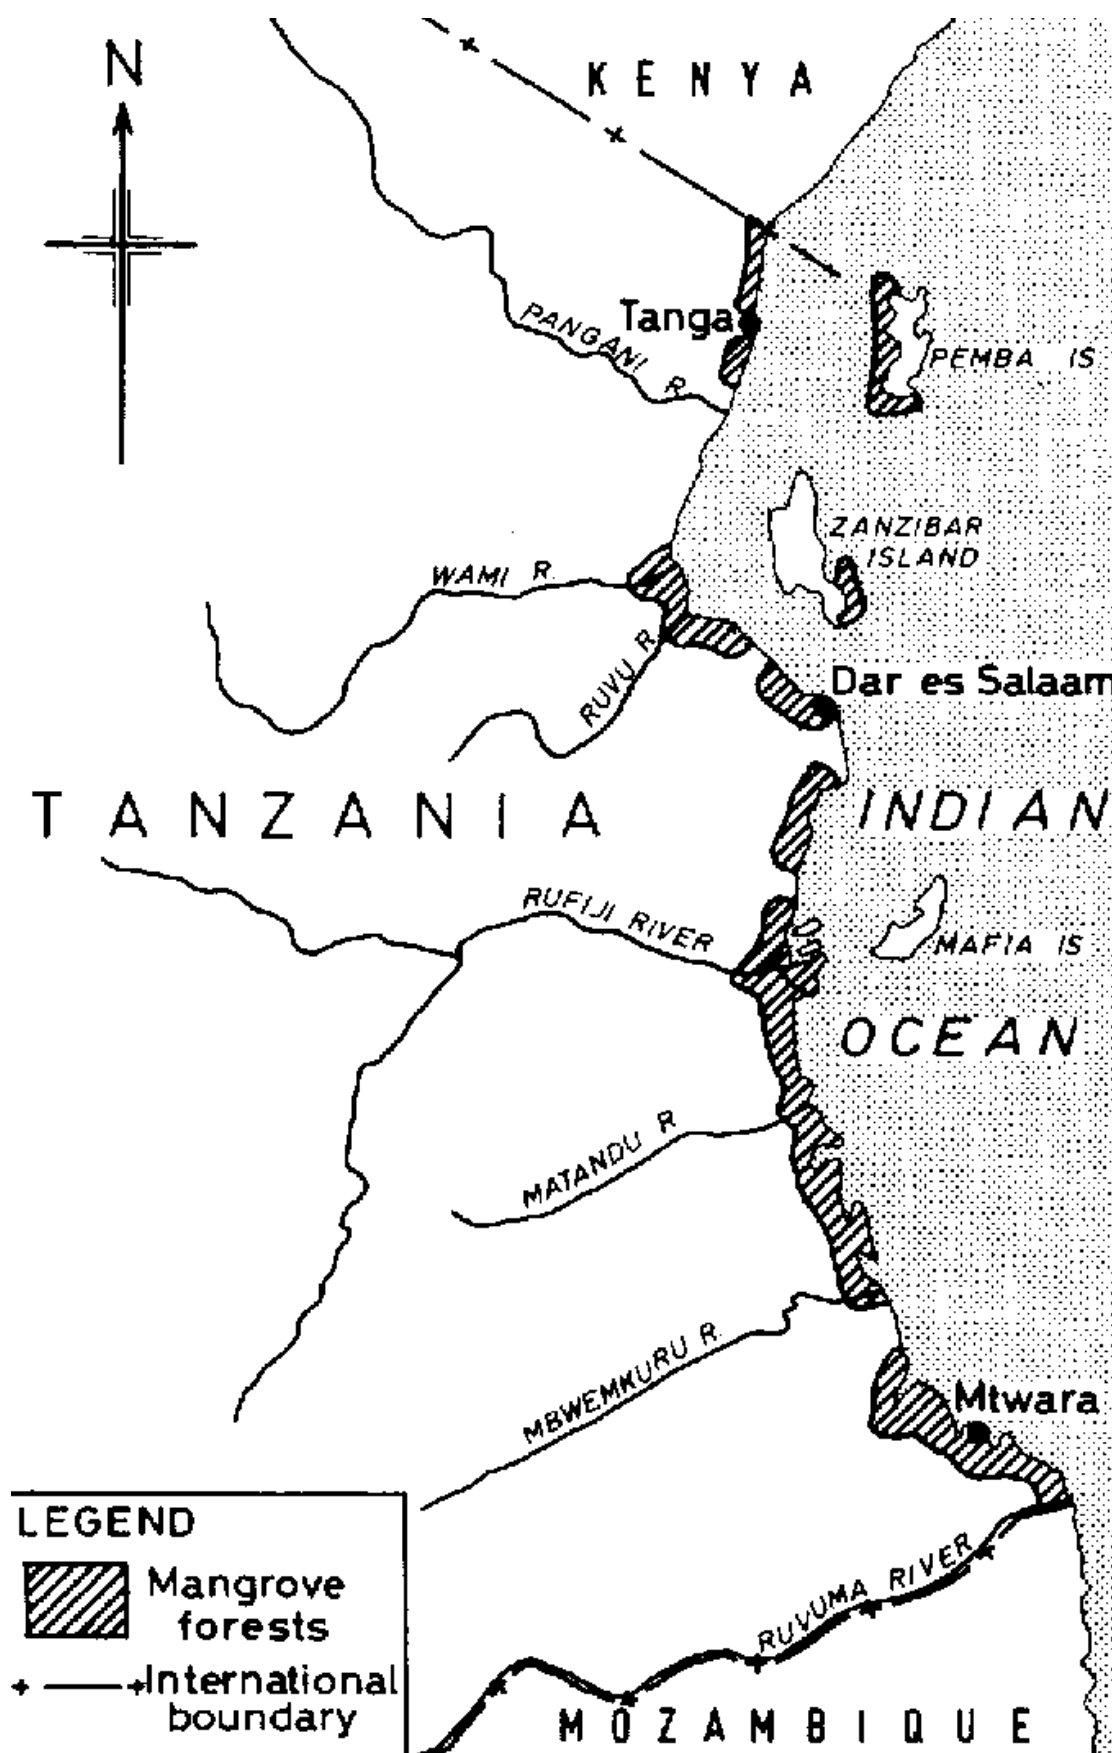 N
KENYA
Tanga
PANGANI R.
PEMBA IS
ZANZIBAR
ISLAND
WAMI R.
RUVU R.
Dar es Salaam
TANZANIA
INDIAN
RUFIJI RIVER
MAFIA IS
OCEAN
MATANDU R
MBWEMKURU R.
Mtwara
LEGEND
Mangrove
forests
International
boundary
RUVUMA RIVER
MOZAMBIQUE